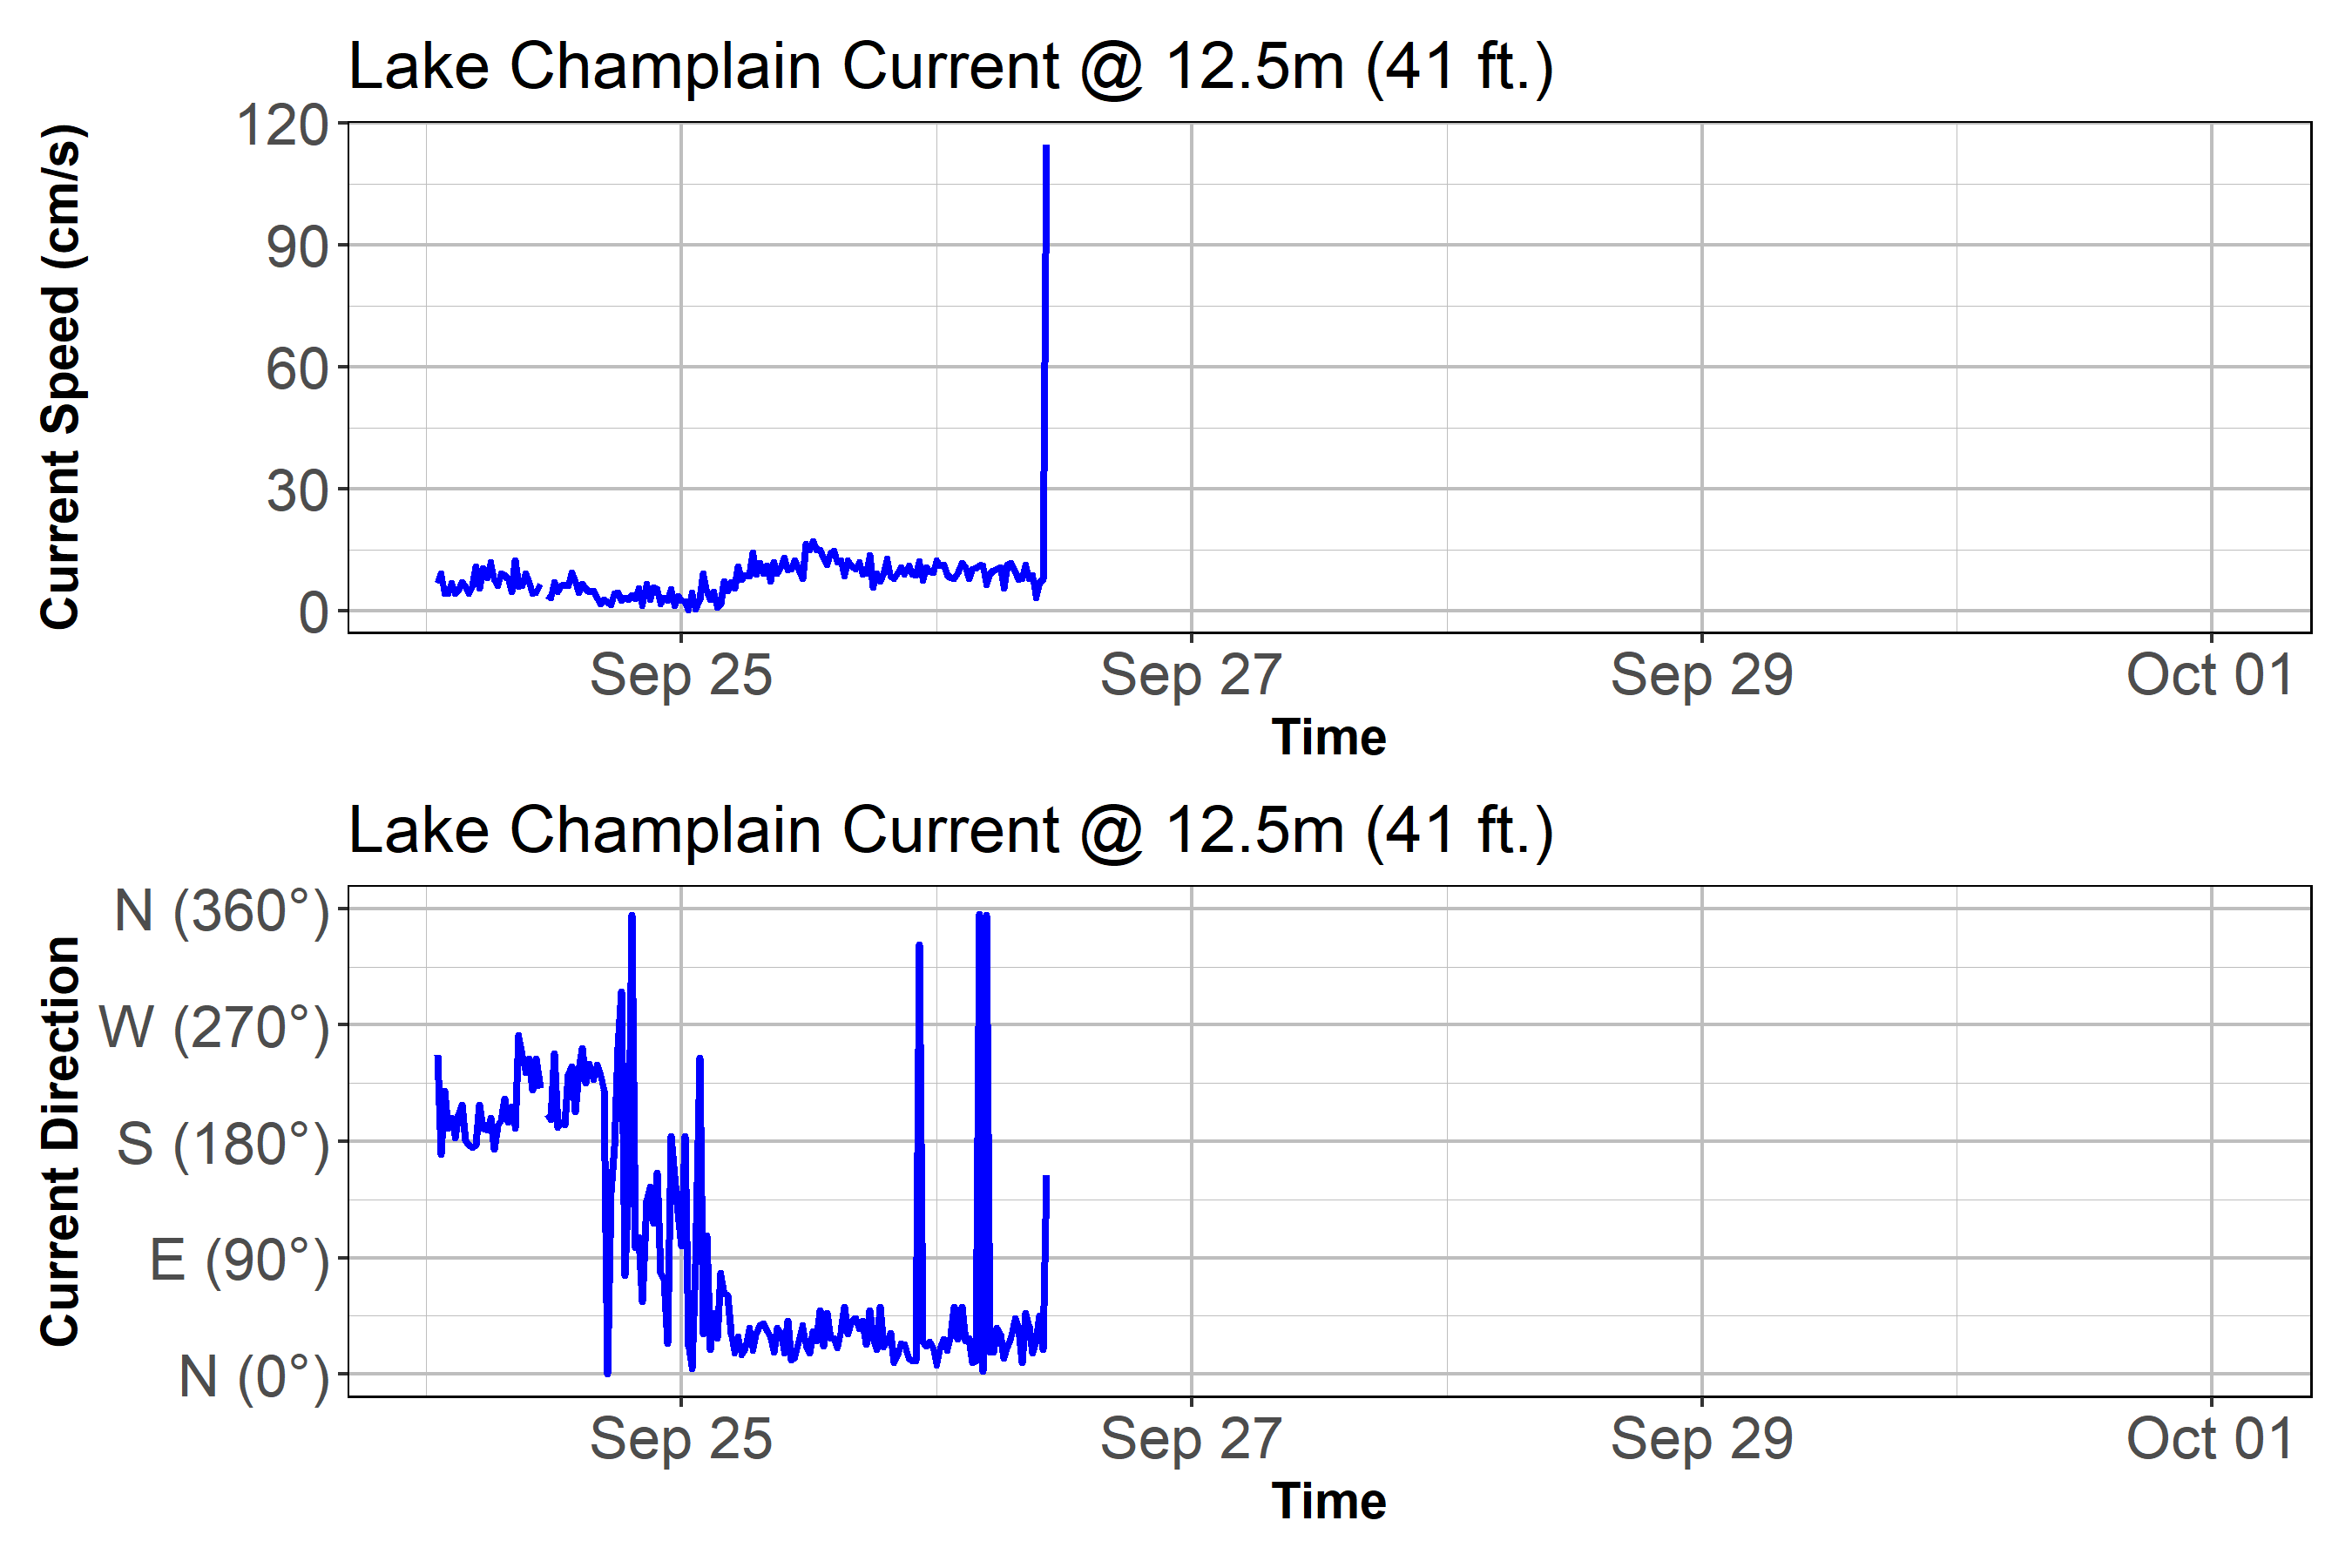 Lake Champlain Current @ 12.5m (41 ft.)
Current Speed (cm/s)
120
90
60
30
0
Sep 25 Sep 27 Sep 29 Oct 01
Time
Lake Champlain Current @ 12.5m (41 ft.)
Current Direction
N (360°)
W (270°)
S (180°)
E (90°)
N (0°)
Sep 25 Sep 27 Sep 29 Oct 01
Time